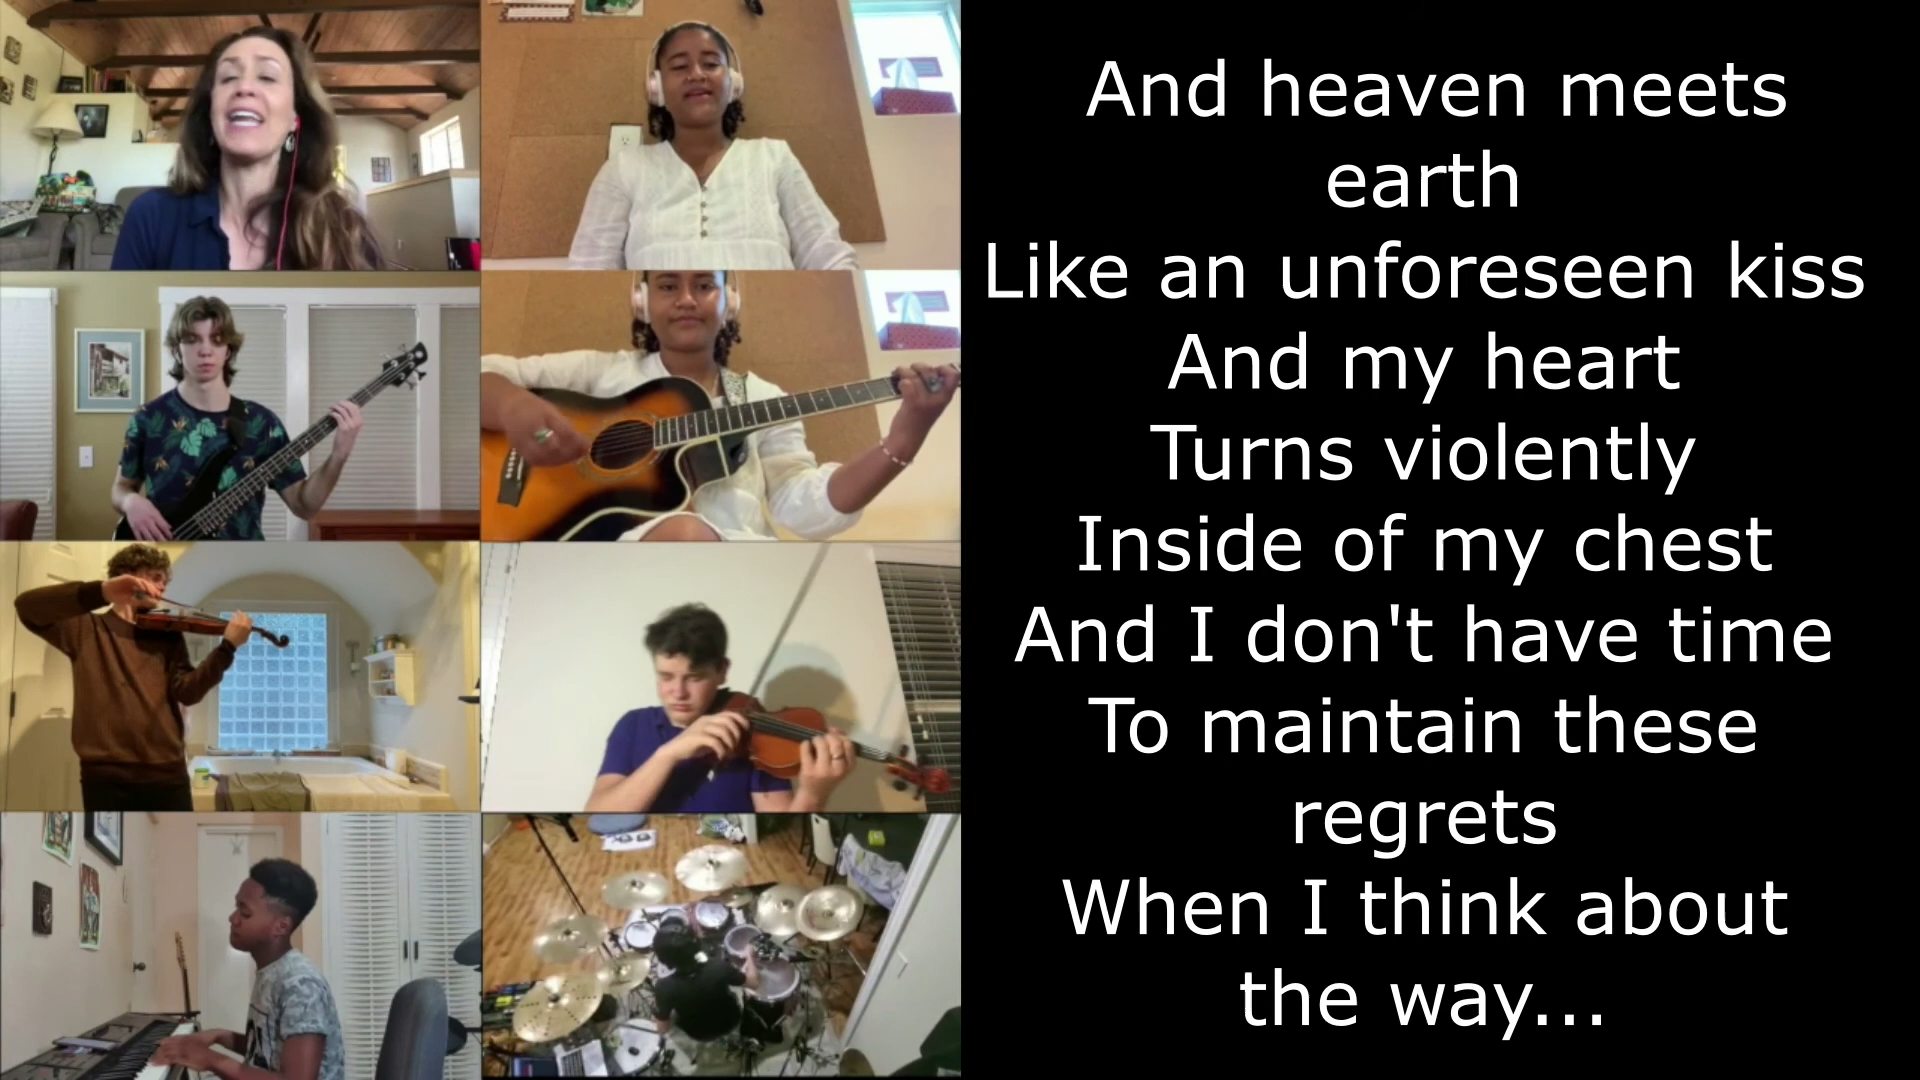 And heaven meets
earth
Like an unforeseen kiss
And my heart
Turns violently
Inside of my chest
And I don't have time
To maintain these
regrets
When I think about
the way...